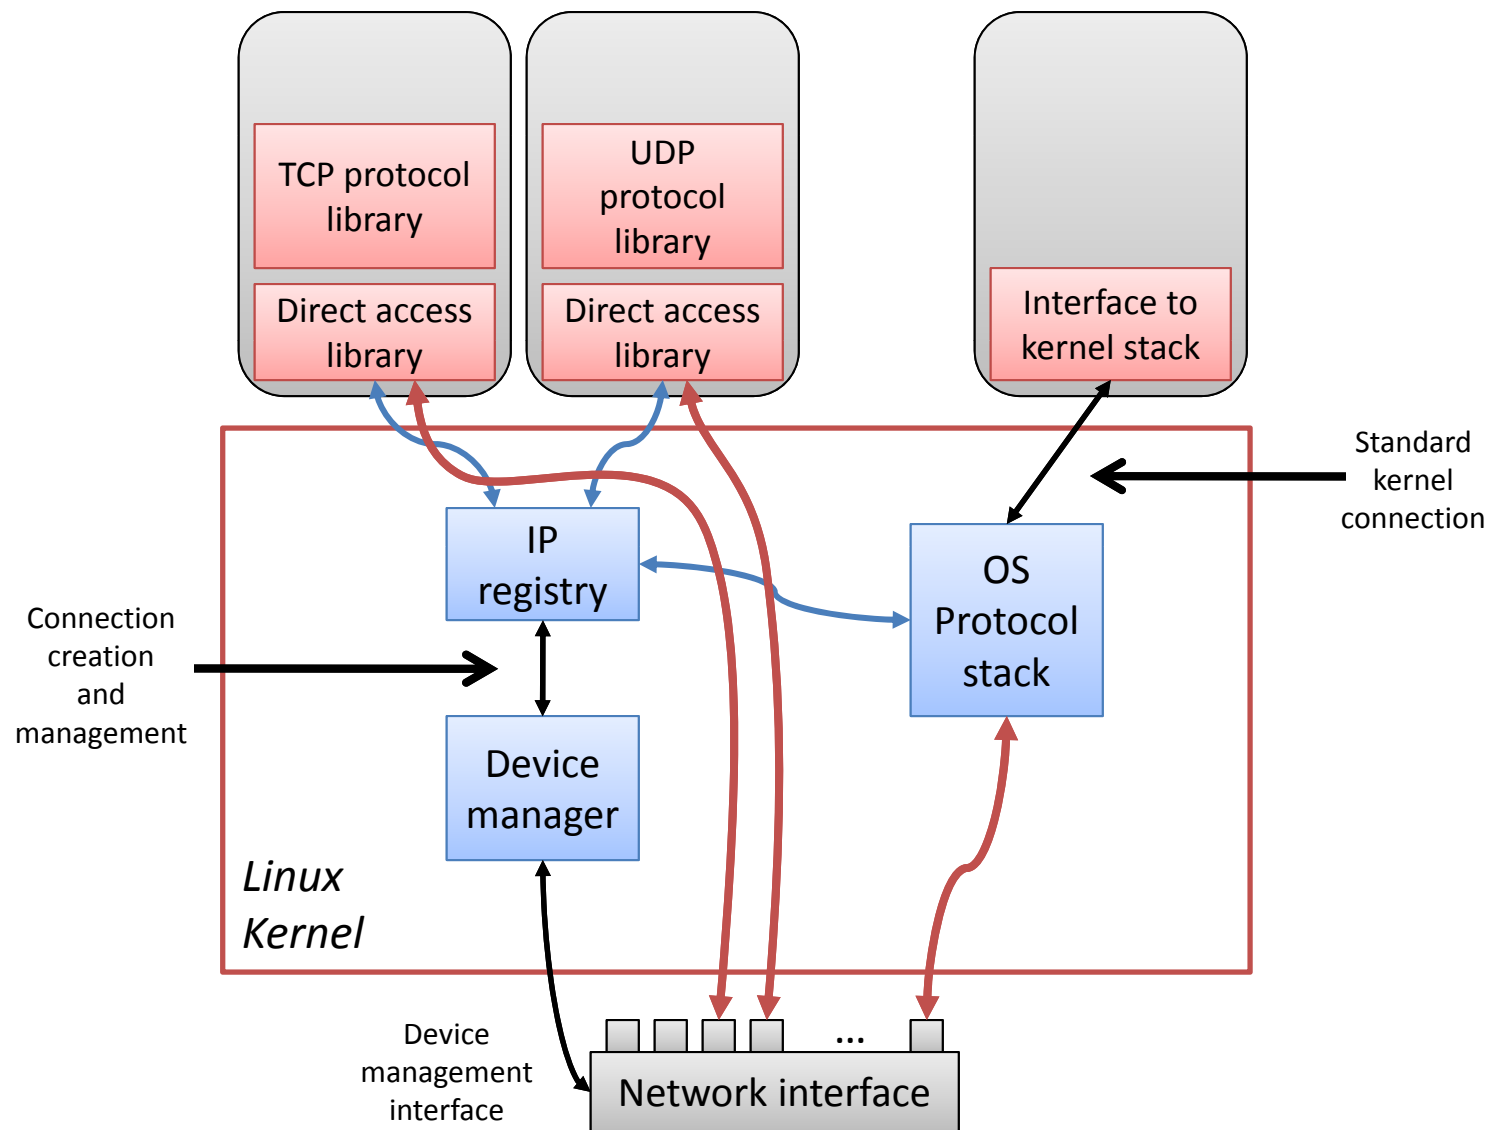 TCP protocol
library
UDP
protocol
library
Direct access
library
Direct access
library
Interface to
kernel stack
Standard
kernel
connection
IP
registry
OS
Protocol
stack
Connection
creation
and
management
Device
manager
Linux
Kernel
Device
management
interface
...
Network interface